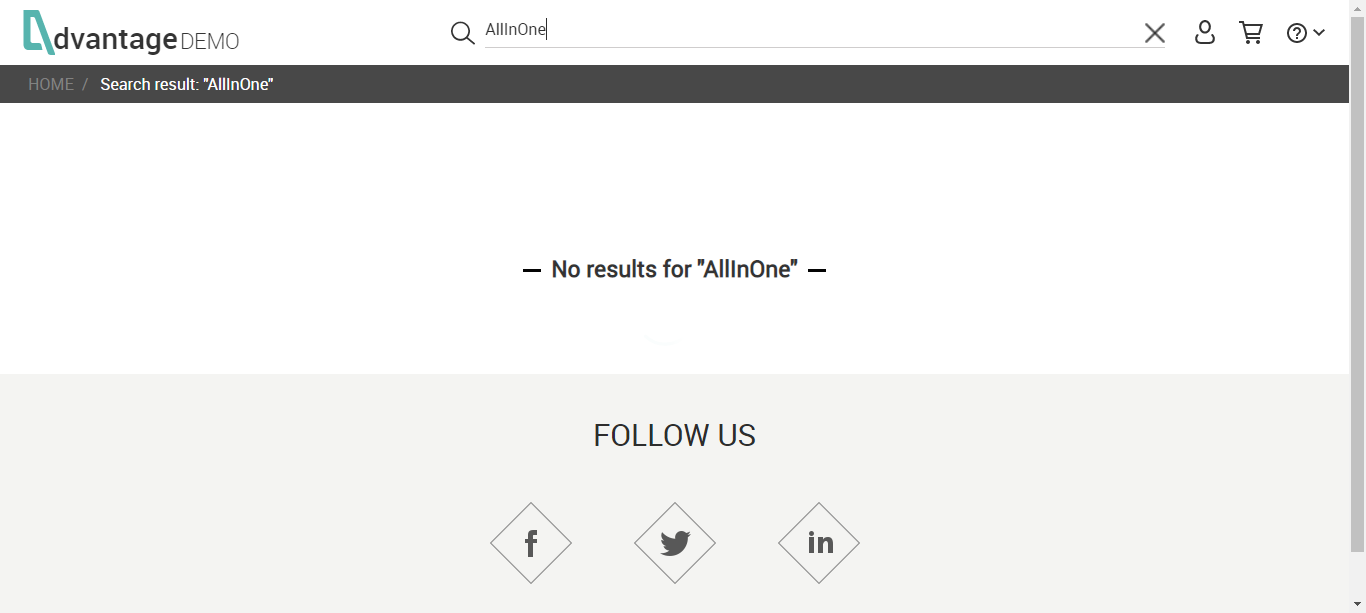 dvantage DEMO
AllInOne
HOME / Search result: "AllInOne"
No results for "AllInOne"
FOLLOW US
f
in